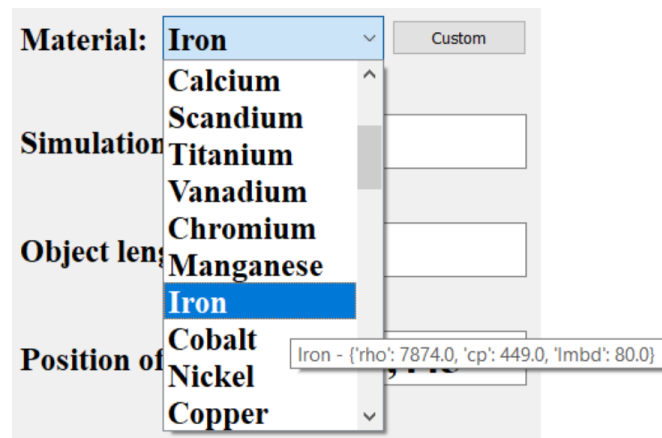 Material: Iron Custom
Calcium
Scandium
Simulation
Titanium
Vanadium
Chromium
Object leng
Manganese
Iron
Cobalt
Iron - {'rho': 7874.0, 'cp': 449.0, 'lmbd': 80.0}
Position of
Nickel
Copper